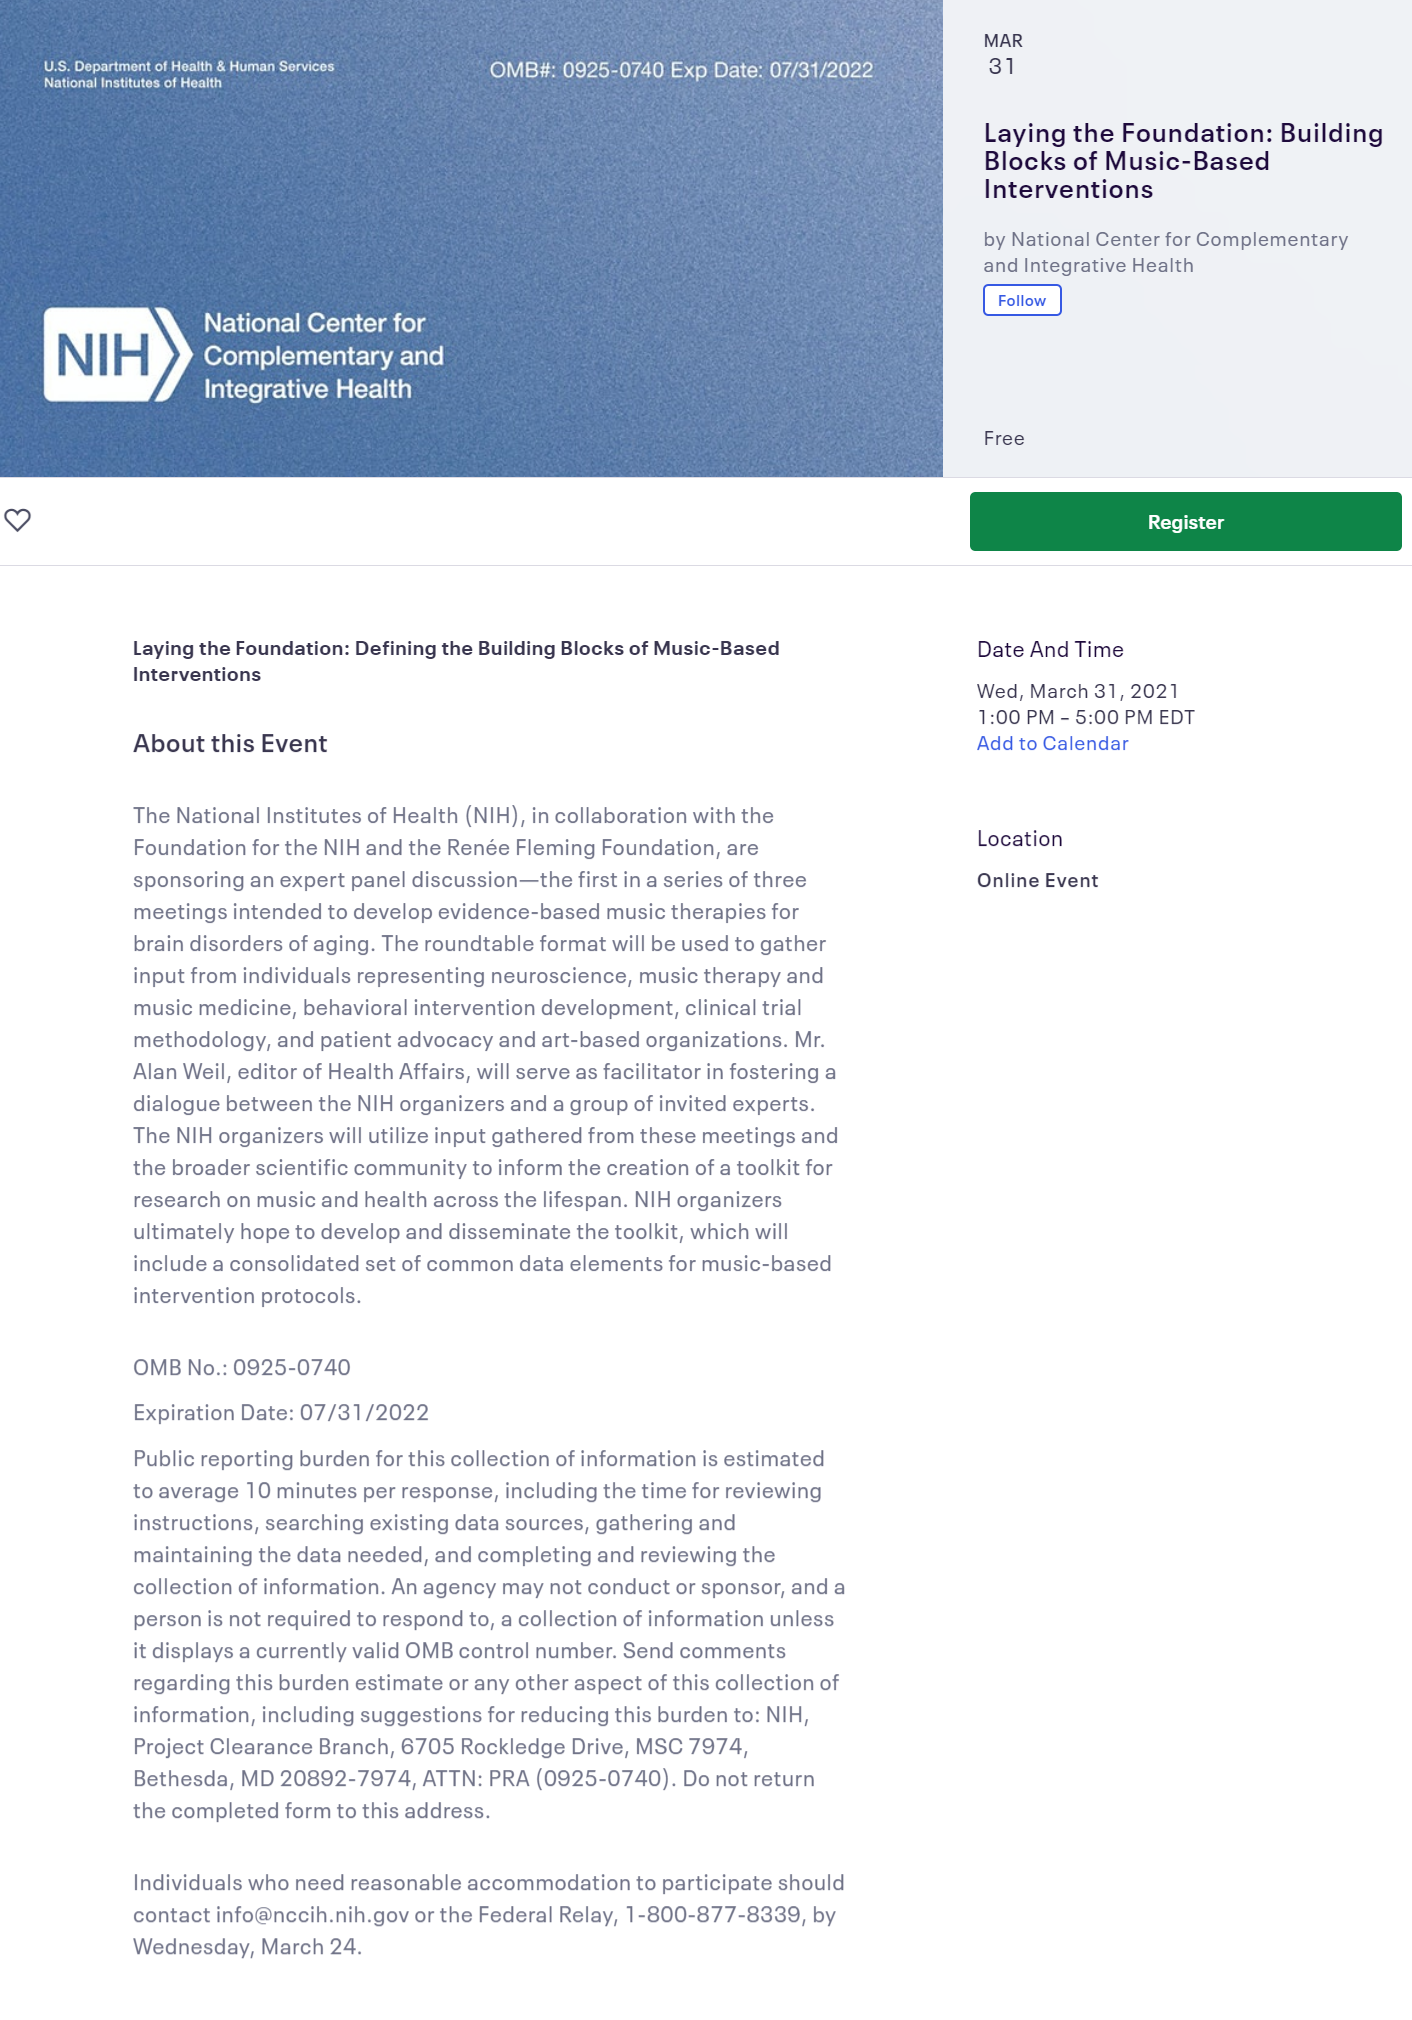 U.S. Department of Health & Human Services
National Institutes of Health
OMB#: 0925-0740 Exp Date: 07/31/2022
NIH
National Center for
Complementary and
Integrative Health
MAR
31
Laying the Foundation: Building
Blocks of Music-Based
Interventions
by National Center for Complementary
and Integrative Health
Follow
Free
Register
Laying the Foundation: Defining the Building Blocks of Music-Based
Interventions
About this Event
The National Institutes of Health (NIH), in collaboration with the
Foundation for the NIH and the Renée Fleming Foundation, are
sponsoring an expert panel discussion—the first in a series of three
meetings intended to develop evidence-based music therapies for
brain disorders of aging. The roundtable format will be used to gather
input from individuals representing neuroscience, music therapy and
music medicine, behavioral intervention development, clinical trial
methodology, and patient advocacy and art-based organizations. Mr.
Alan Weil, editor of Health Affairs, will serve as facilitator in fostering a
dialogue between the NIH organizers and a group of invited experts.
The NIH organizers will utilize input gathered from these meetings and
the broader scientific community to inform the creation of a toolkit for
research on music and health across the lifespan. NIH organizers
ultimately hope to develop and disseminate the toolkit, which will
include a consolidated set of common data elements for music-based
intervention protocols.
OMB No.: 0925-0740
Expiration Date: 07/31/2022
Public reporting burden for this collection of information is estimated
to average 10 minutes per response, including the time for reviewing
instructions, searching existing data sources, gathering and
maintaining the data needed, and completing and reviewing the
collection of information. An agency may not conduct or sponsor, and a
person is not required to respond to, a collection of information unless
it displays a currently valid OMB control number. Send comments
regarding this burden estimate or any other aspect of this collection of
information, including suggestions for reducing this burden to: NIH,
Project Clearance Branch, 6705 Rockledge Drive, MSC 7974,
Bethesda, MD 20892-7974, ATTN: PRA (0925-0740). Do not return
the completed form to this address.
Individuals who need reasonable accommodation to participate should
contact info@nccih.nih.gov or the Federal Relay, 1-800-877-8339, by
Wednesday, March 24.
Date And Time
Wed, March 31, 2021
1:00 PM – 5:00 PM EDT
Add to Calendar
Location
Online Event